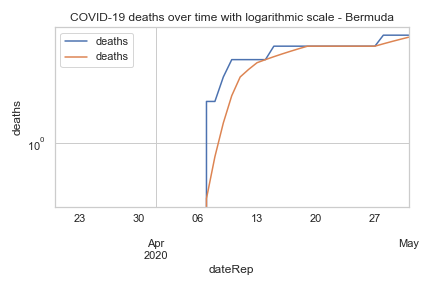 COVID-19 deaths over time with logarithmic scale - Bermuda
deaths
deaths
deaths
10⁰
23 30 06 13 20 27
Apr May
2020
dateRep